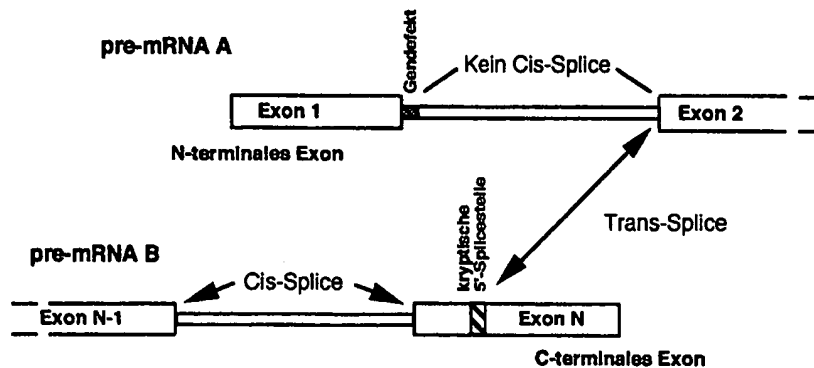 pre-mRNA A
Gendefekt
Kein Cis-Splice
Exon 1
Exon 2
N-terminales Exon
Trans-Splice
pre-mRNA B
kryptische
5'-Splicestelle
Cis-Splice
Exon N-1
Exon N
C-terminales Exon